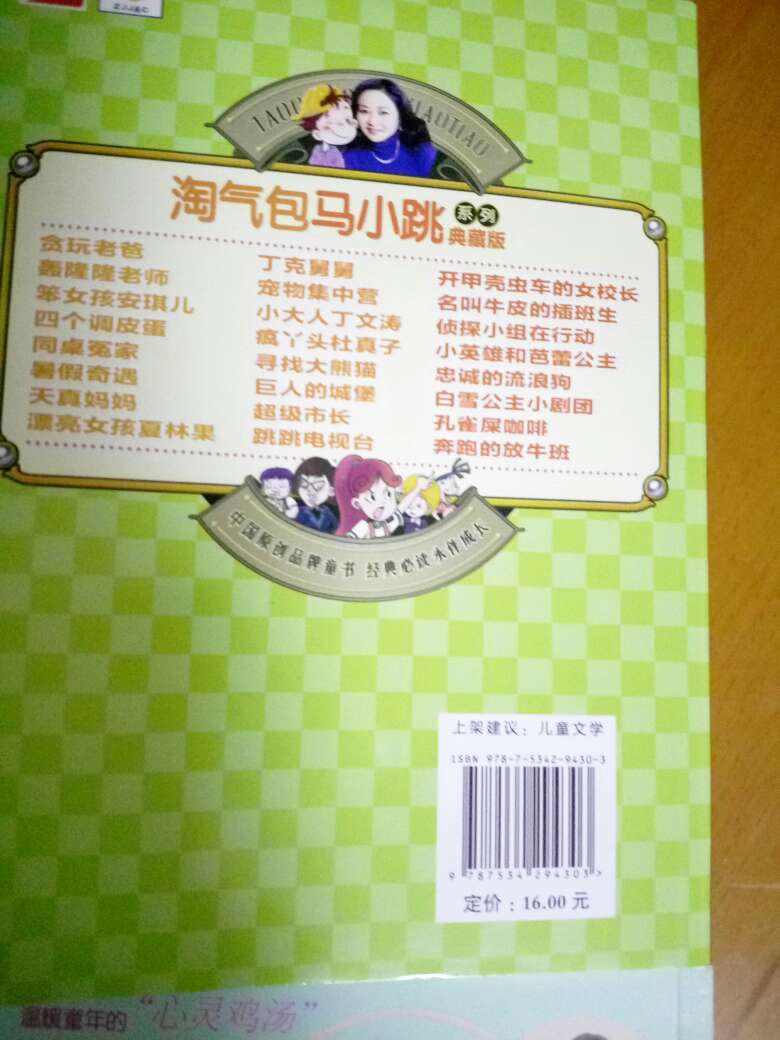 淘气包马小跳
系列
典藏版
贪玩老爸
轰隆隆老师
笨女孩安琪儿
四个调皮蛋
同桌冤家
暑假奇遇
天真妈妈
漂亮女孩夏林果
丁克舅舅
宠物集中营
小大人丁文涛
疯丫头杜真子
寻找大熊猫
巨人的城堡
超级市长
跳跳电视台
开甲壳虫车的女校长
名叫牛皮的插班生
侦探小组在行动
小英雄和芭蕾公主
忠诚的流浪狗
白雪公主小剧团
孔雀屎咖啡
奔跑的放牛班
中国原创品牌童书 经典必读永伴成长
上架建议：儿童文学
ISBN 978-7-5342-9430-3
9 787534 294303>
定价：16.00 元
温暖童年的“心灵鸡汤”